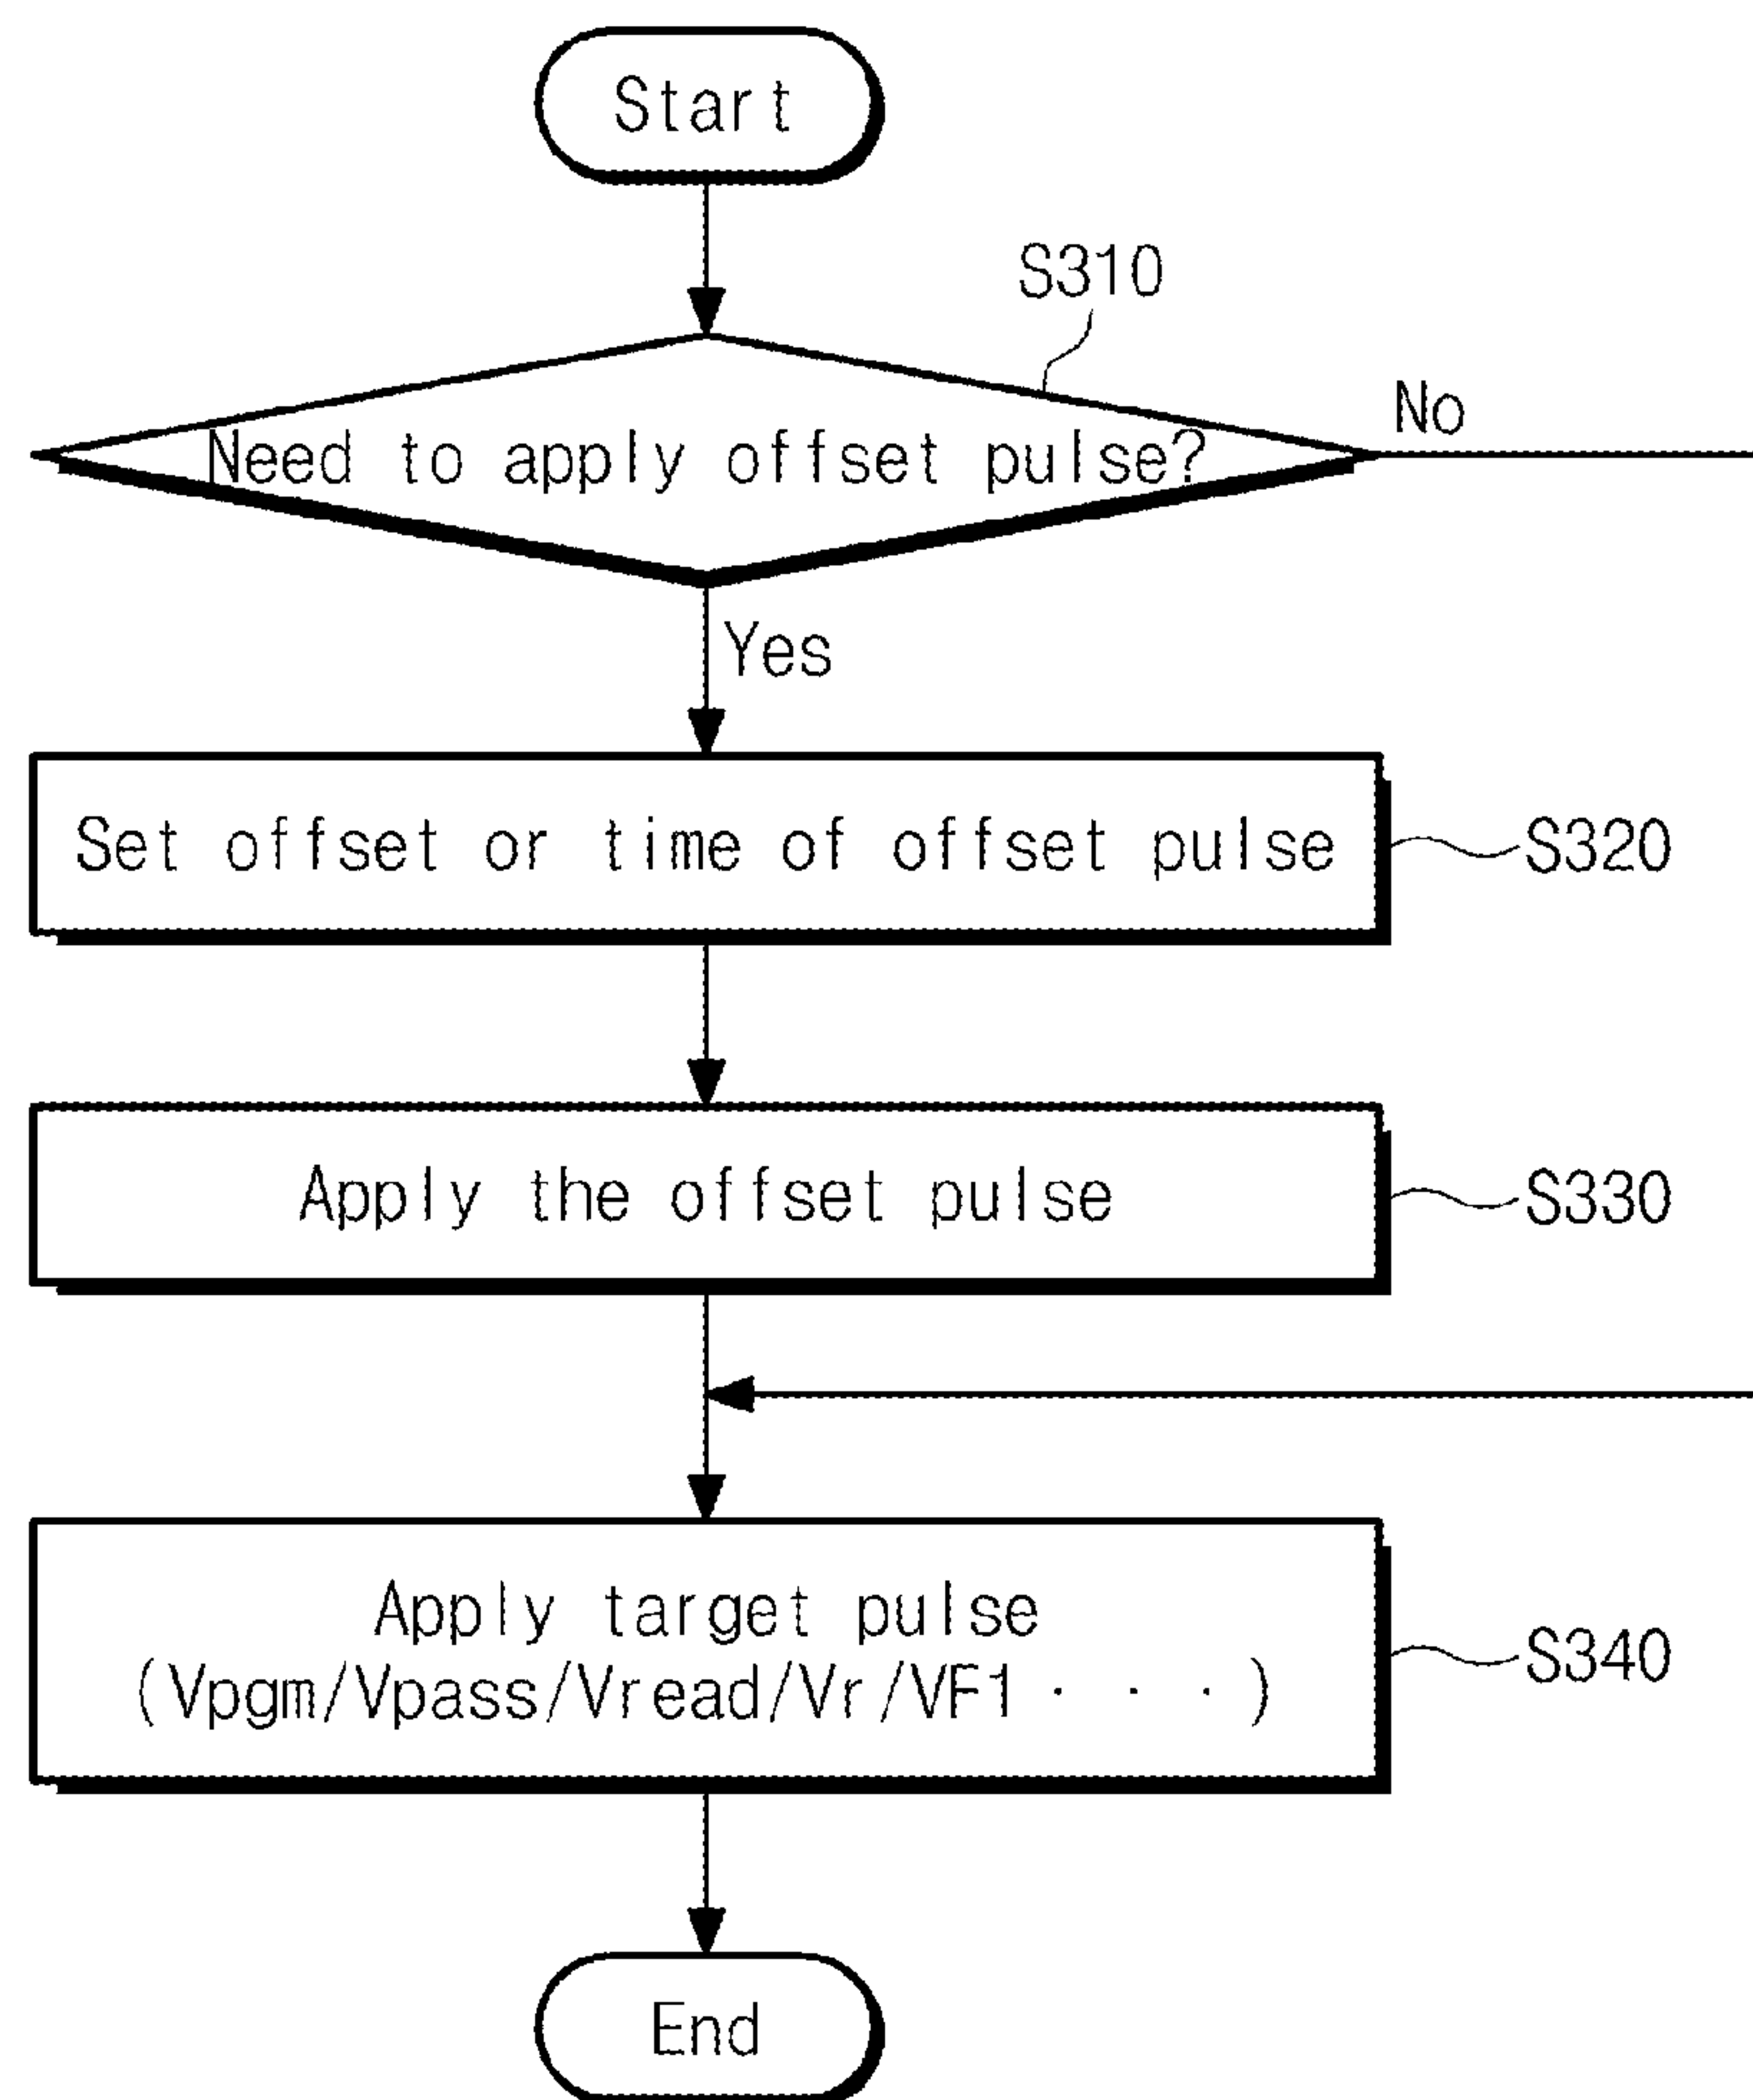 Start
S310
No
Need to apply offset pulse?
Yes
Set offset or time of offset pulse
S320
Apply the offset pulse
S330
Apply target pulse
(Vpgm/Vpass/Vread/Vr/VF1 · · · )
S340
End